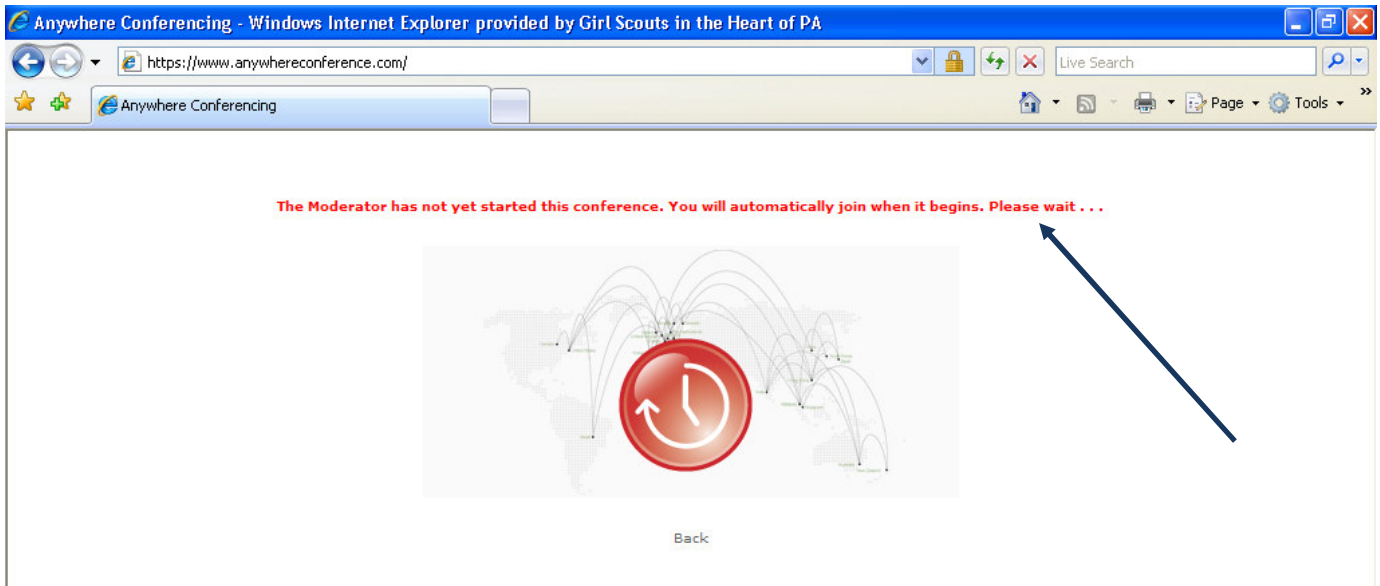 Anywhere Conferencing - Windows Internet Explorer provided by Girl Scouts in the Heart of PA
https://www.anywhereconference.com/
Live Search
Anywhere Conferencing
Page
Tools
The Moderator has not yet started this conference. You will automatically join when it begins. Please wait . . .
Back